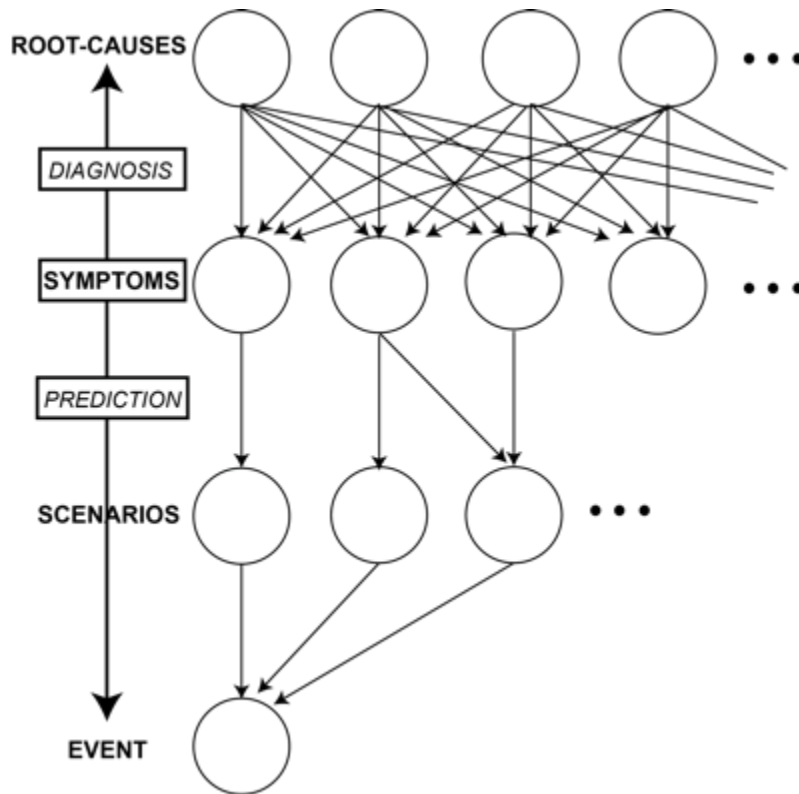 ROOT-CAUSES
DIAGNOSIS
SYMPTOMS
PREDICTION
SCENARIOS
EVENT